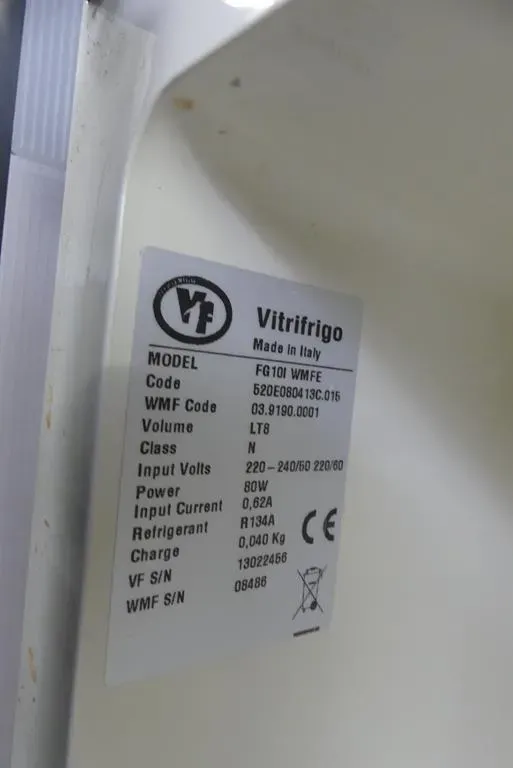 VF
Vitrifrigo
Made in Italy
MODEL FG10I WMFE
Code 520E080413C.015
WMF Code 03.9190.0001
Volume LT8
Class N
Input Volts 220-240/50 220/60
Power 80W
Input Current 0,62A
Refrigerant R134A
Charge 0,040 Kg
VF S/N 13022456
WMF S/N 08486
CE